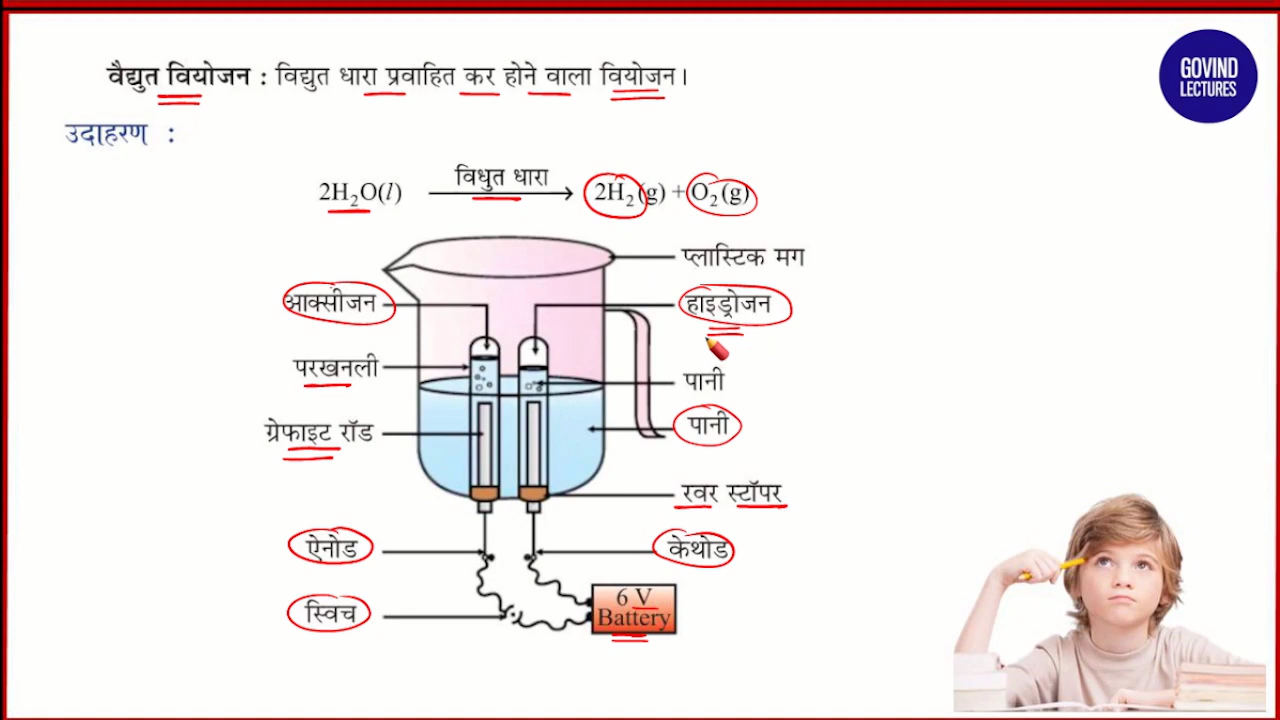 GOVIND
LECTURES
वैद्युत वियोजन : विद्युत धारा प्रवाहित कर होने वाला वियोजन।
उदाहरण :
2H₂O(l) विधुत धारा 2H₂(g) + O₂(g)
प्लास्टिक मग
आक्सीजन
हाइड्रोजन
परखनली
पानी
ग्रेफाइट रॉड
पानी
रवर स्टॉपर
ऐनोड
केथोड
स्विच
6 V
Battery